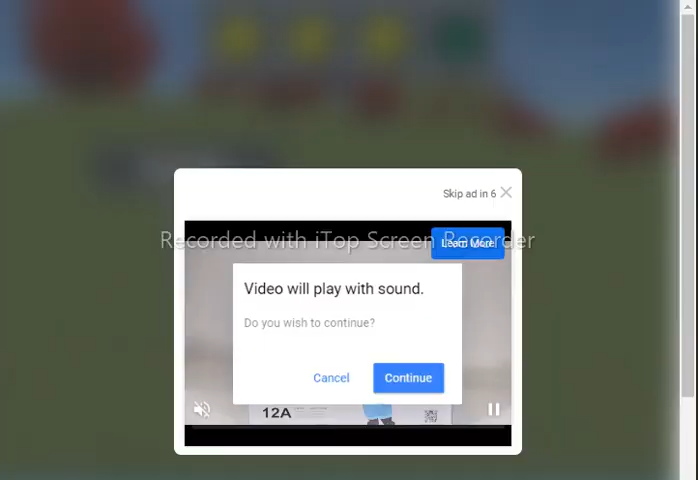 Skip ad in 6
Recorded with iTop Screen Recorder
Learn More
Video will play with sound.
Do you wish to continue?
Cancel
Continue
12A